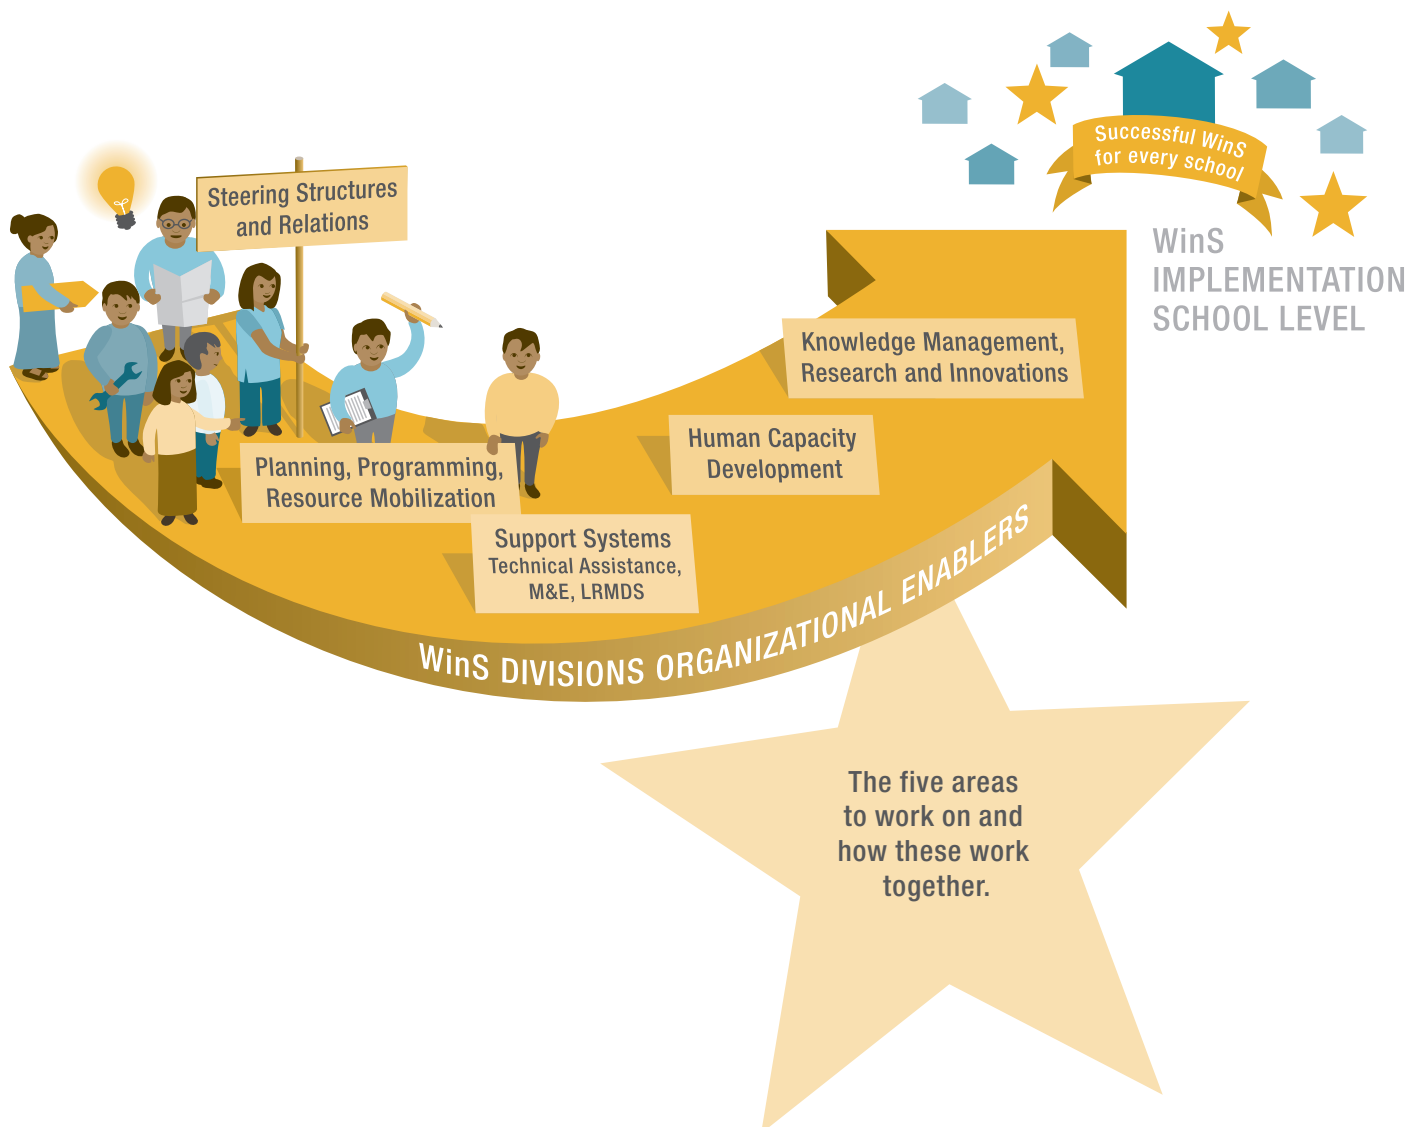 Successful WinS
for every school
WinS
IMPLEMENTATION
SCHOOL LEVEL
Steering Structures
and Relations
Knowledge Management,
Research and Innovations
Human Capacity
Development
Planning, Programming,
Resource Mobilization
Support Systems
Technical Assistance,
M&E, LRMDS
WinS DIVISIONS ORGANIZATIONAL ENABLERS
The five areas
to work on and
how these work
together.